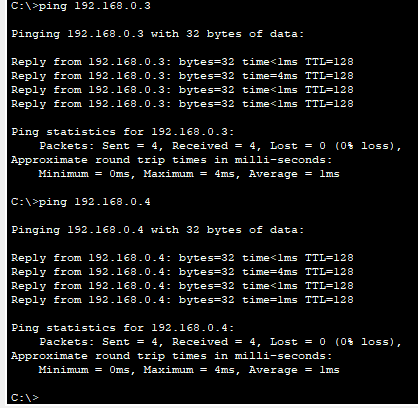 C:\>ping 192.168.0.3
Pinging 192.168.0.3 with 32 bytes of data:
Reply from 192.168.0.3: bytes=32 time<1ms TTL=128
Reply from 192.168.0.3: bytes=32 time=4ms TTL=128
Reply from 192.168.0.3: bytes=32 time<1ms TTL=128
Reply from 192.168.0.3: bytes=32 time<1ms TTL=128
Ping statistics for 192.168.0.3:
Packets: Sent = 4, Received = 4, Lost = 0 (0% loss),
Approximate round trip times in milli-seconds:
Minimum = 0ms, Maximum = 4ms, Average = 1ms
C:\>ping 192.168.0.4
Pinging 192.168.0.4 with 32 bytes of data:
Reply from 192.168.0.4: bytes=32 time<1ms TTL=128
Reply from 192.168.0.4: bytes=32 time=4ms TTL=128
Reply from 192.168.0.4: bytes=32 time<1ms TTL=128
Reply from 192.168.0.4: bytes=32 time=1ms TTL=128
Ping statistics for 192.168.0.4:
Packets: Sent = 4, Received = 4, Lost = 0 (0% loss),
Approximate round trip times in milli-seconds:
Minimum = 0ms, Maximum = 4ms, Average = 1ms
C:\>